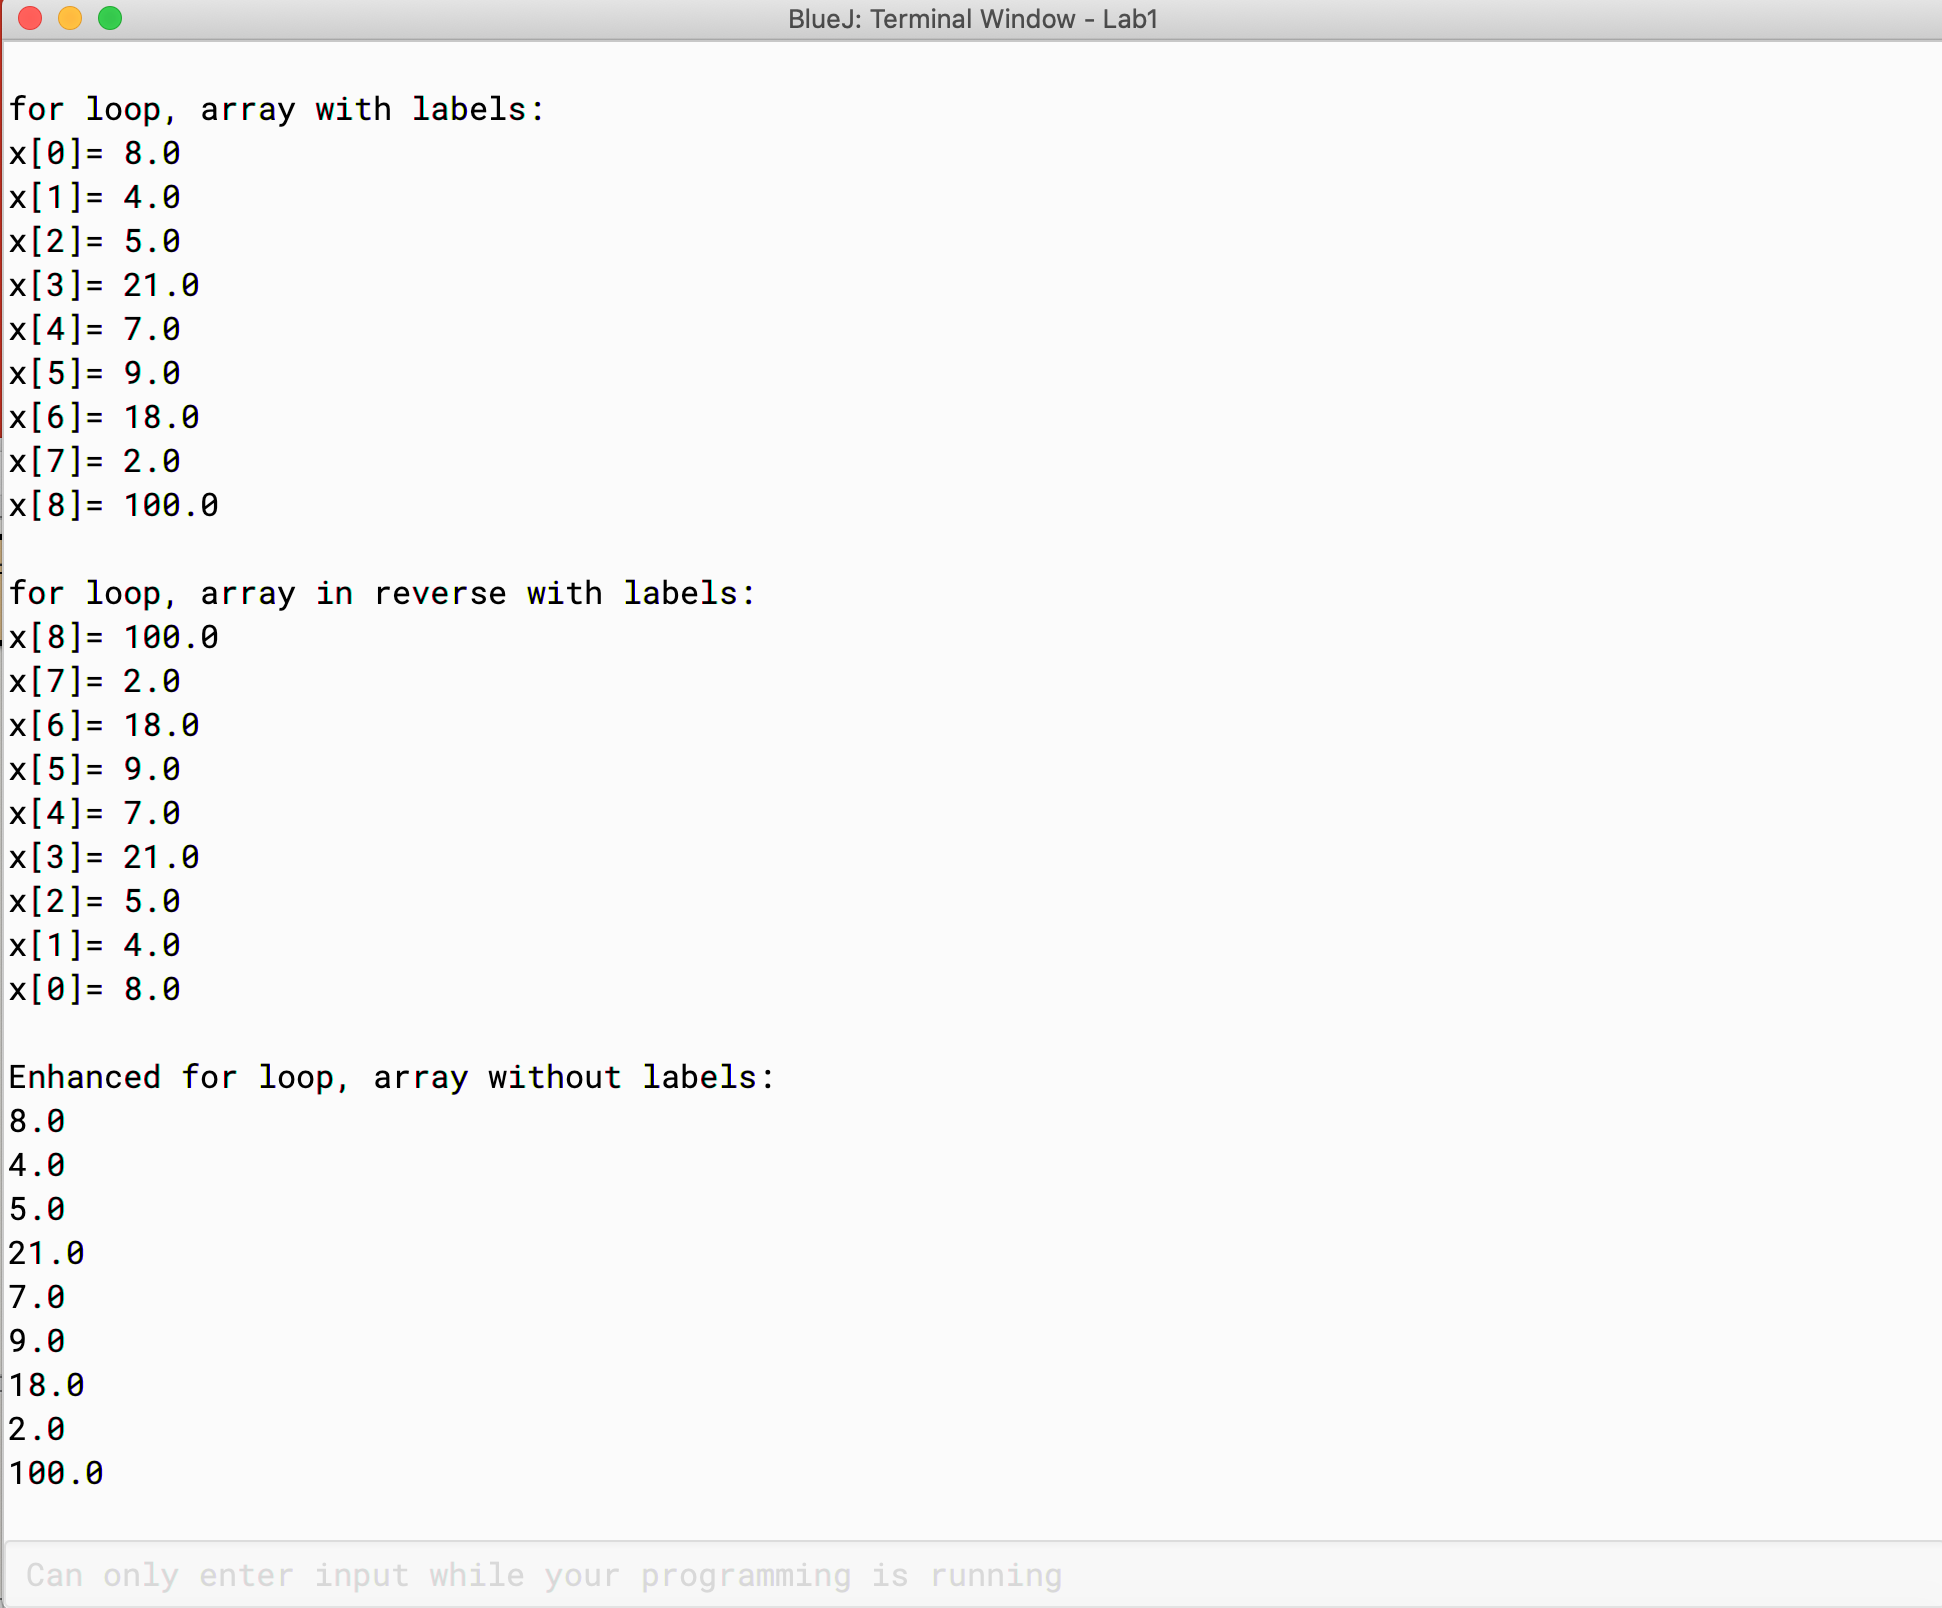 BlueJ: Terminal Window - Lab1
for loop, array with labels:
x[0]= 8.0
x[1]= 4.0
x[2]= 5.0
x[3]= 21.0
x[4]= 7.0
x[5]= 9.0
x[6]= 18.0
x[7]= 2.0
x[8]= 100.0
for loop, array in reverse with labels:
x[8]= 100.0
x[7]= 2.0
x[6]= 18.0
x[5]= 9.0
x[4]= 7.0
x[3]= 21.0
x[2]= 5.0
x[1]= 4.0
x[0]= 8.0
Enhanced for loop, array without labels:
8.0
4.0
5.0
21.0
7.0
9.0
18.0
2.0
100.0
Can only enter input while your programming is running